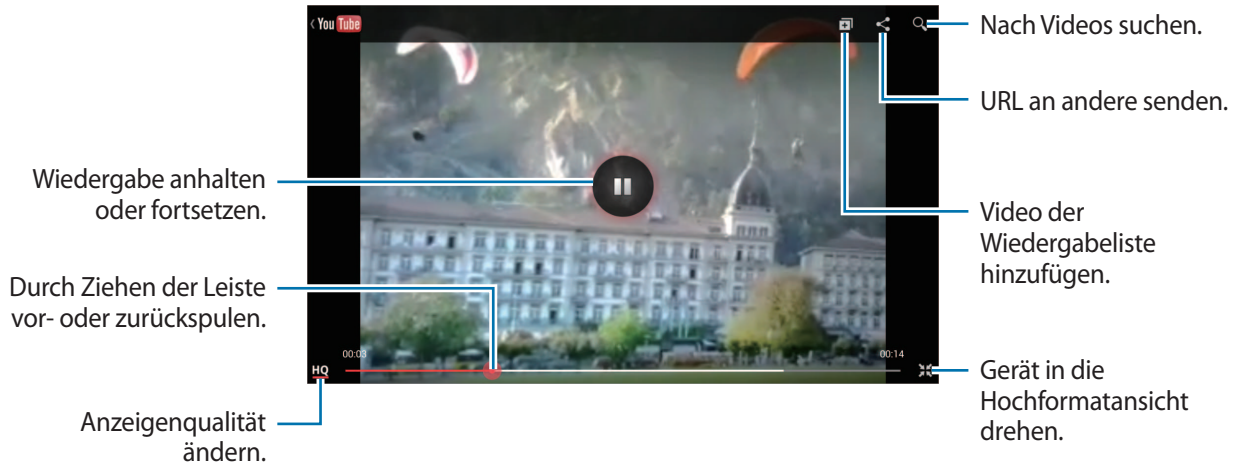 You Tube
Nach Videos suchen.
URL an andere senden.
Wiedergabe anhalten
oder fortsetzen.
Video der
Wiedergabeliste
hinzufügen.
Durch Ziehen der Leiste
vor- oder zurückspulen.
00:03
00:14
HQ
Gerät in die
Hochformatansicht
drehen.
Anzeigenqualität
ändern.